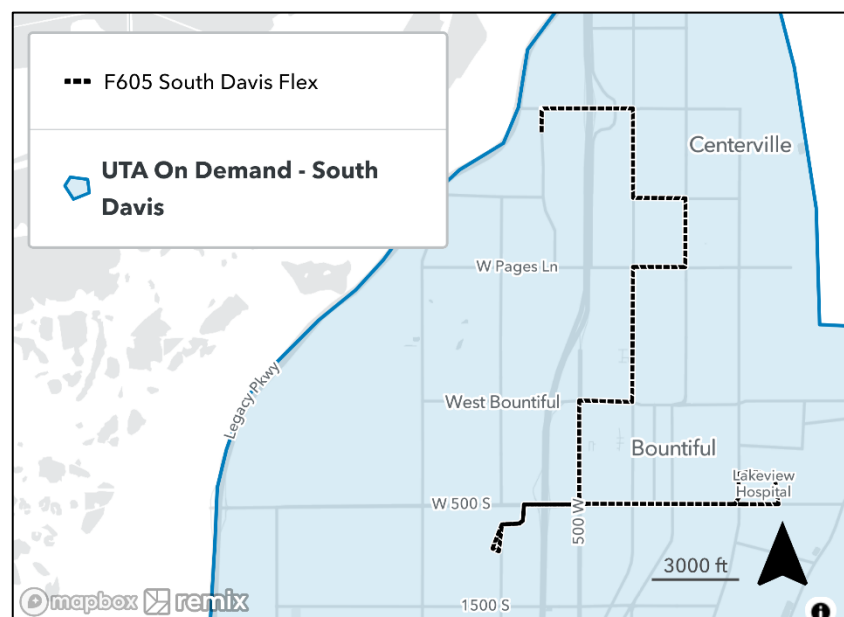 F605 South Davis Flex
UTA On Demand - South
Davis
Centerville
W Pages Ln
Legacy Pkwy
West Bountiful
Bountiful
Lakeview
Hospital
W 500 S
500 W
3000 ft
mapbox remix
1500 S
i